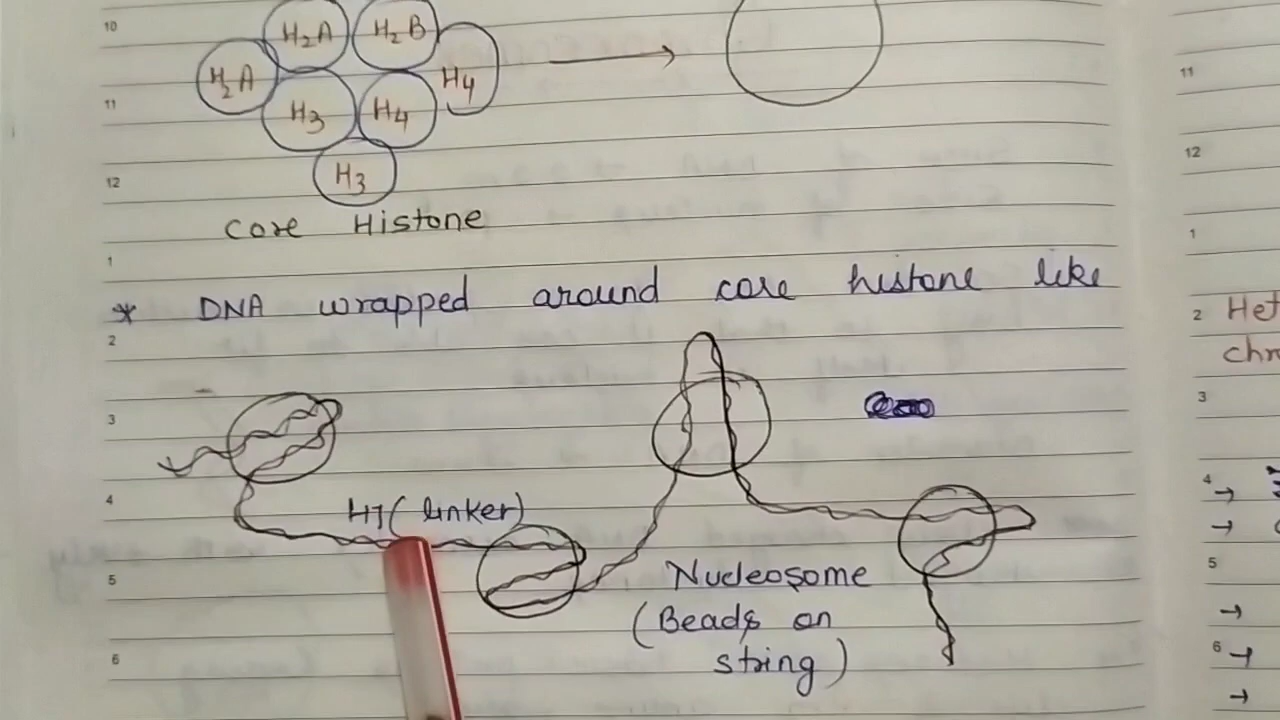 10
H₂A H₂B
H₂A H₄
11
H₃ H₄
12
H₃
Core Histone
1
* DNA wrapped around core histone like
2
3
4
H1 (linker)
5
Nucleosome
(Beads on
string)
6
11
12
1
2 Het
chr
3
4 →
→
5
→
6 →
→